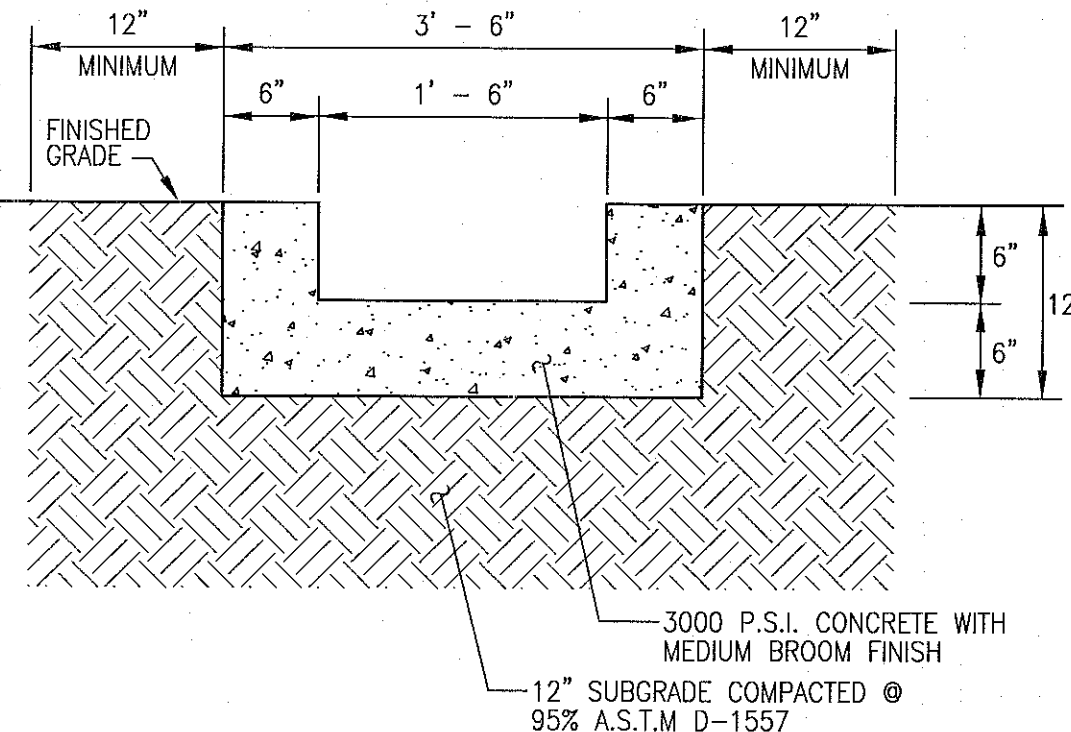 12"
3' - 6"
12"
MINIMUM
MINIMUM
6"
1' - 6"
6"
FINISHED
GRADE
6"
12
6"
3000 P.S.I. CONCRETE WITH
MEDIUM BROOM FINISH
12" SUBGRADE COMPACTED @
95% A.S.T.M D-1557